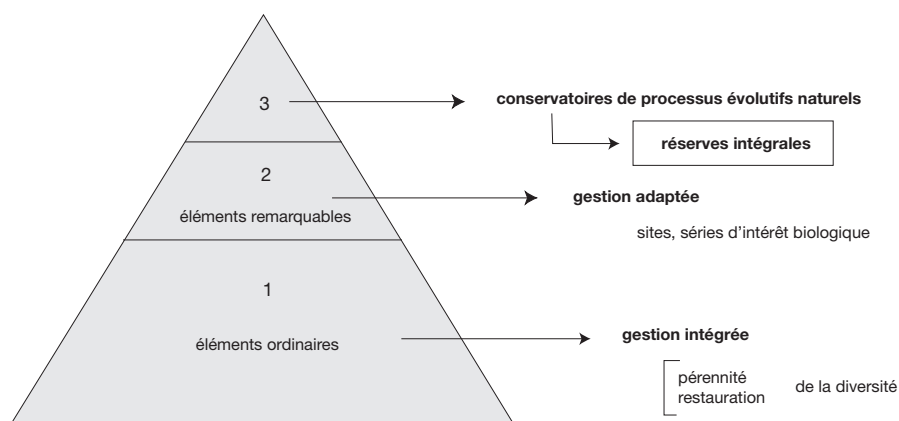 3
conservatoires de processus évolutifs naturels
réserves intégrales
2
éléments remarquables
gestion adaptée
sites, séries d'intérêt biologique
1
éléments ordinaires
gestion intégrée
pérennité
restauration
de la diversité